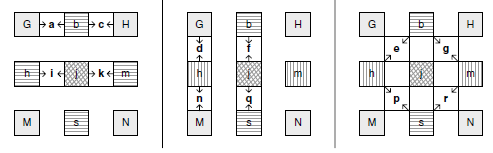 G a b c H
h i j k m
M s N
G b H
d f
h j m
n q
M s N
G b H
e g
h j m
p r
M s N